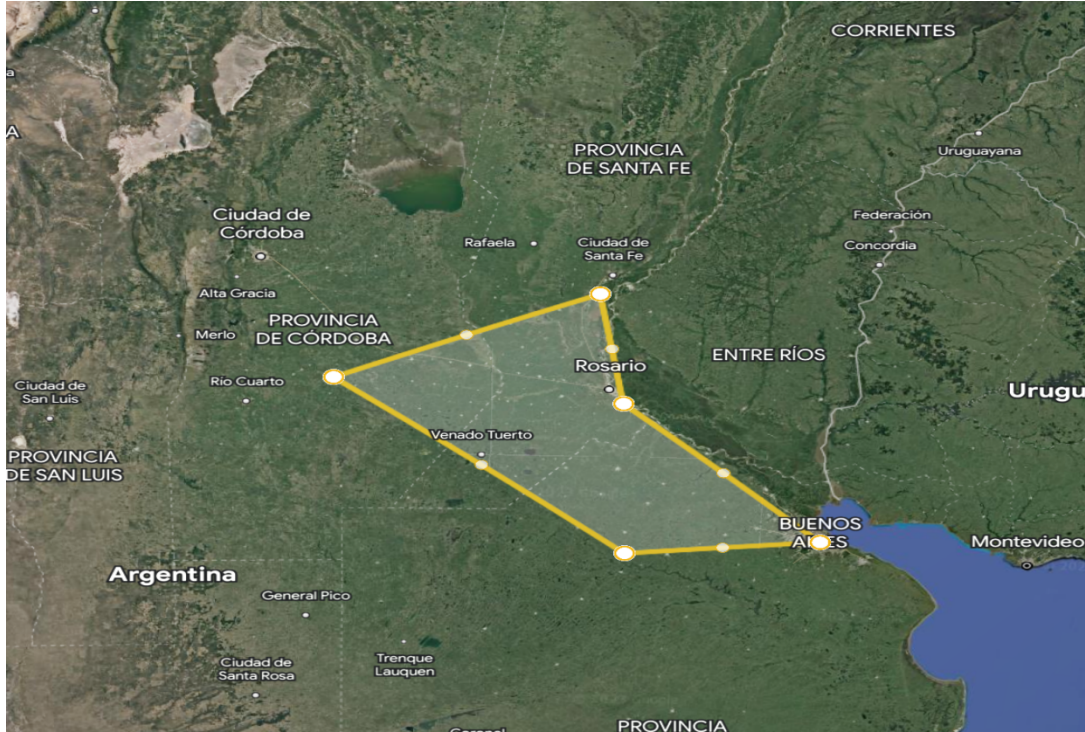 CORRIENTES
a
A
PROVINCIA
DE SANTA FE
Uruguayana
Ciudad de
Córdoba
Federación
Rafaela
Ciudad de
Santa Fe
Concordia
Alta Gracia
PROVINCIA
DE CÓRDOBA
Merlo
ENTRE RÍOS
Rosario
Río Cuarto
Ciudad de
San Luis
Urugu
Venado Tuerto
PROVINCIA
DE SAN LUIS
BUENOS
Montevideo
Argentina
General Pico
Trenque
Lauquen
Ciudad de
Santa Rosa
PROVINCIA